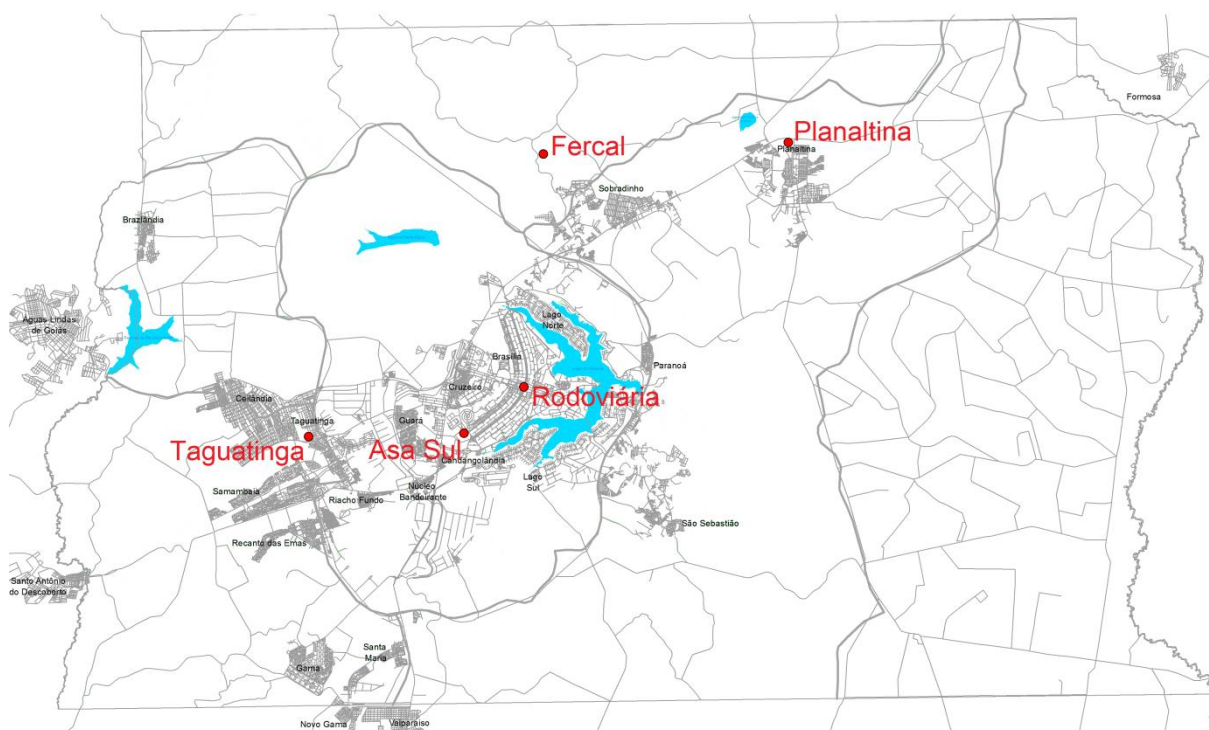 Formosa
Fercal
Planaltina
Planaltina
Sobradinho
Brazlândia
Águas Lindas
de Goiás
Lago
Norte
Brasília
Paranoá
Cruzeiro
Rodoviária
Ceilândia
Taguatinga
Guará
Taguatinga
Asa Sul
Candangolândia
Lago
Sul
Samambaia
Riacho Fundo
Núcleo
Bandeirante
São Sebastião
Recanto das Emas
Santo Antônio
do Descoberto
Santa
Maria
Gama
Novo Gama
Valparaíso